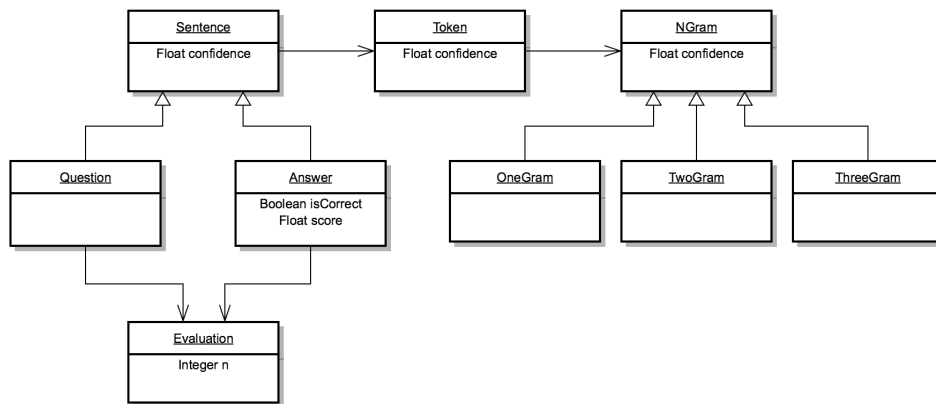 Sentence
Float confidence
Token
Float confidence
NGram
Float confidence
Question
Answer
Boolean isCorrect
Float score
OneGram
TwoGram
ThreeGram
Evaluation
Integer n